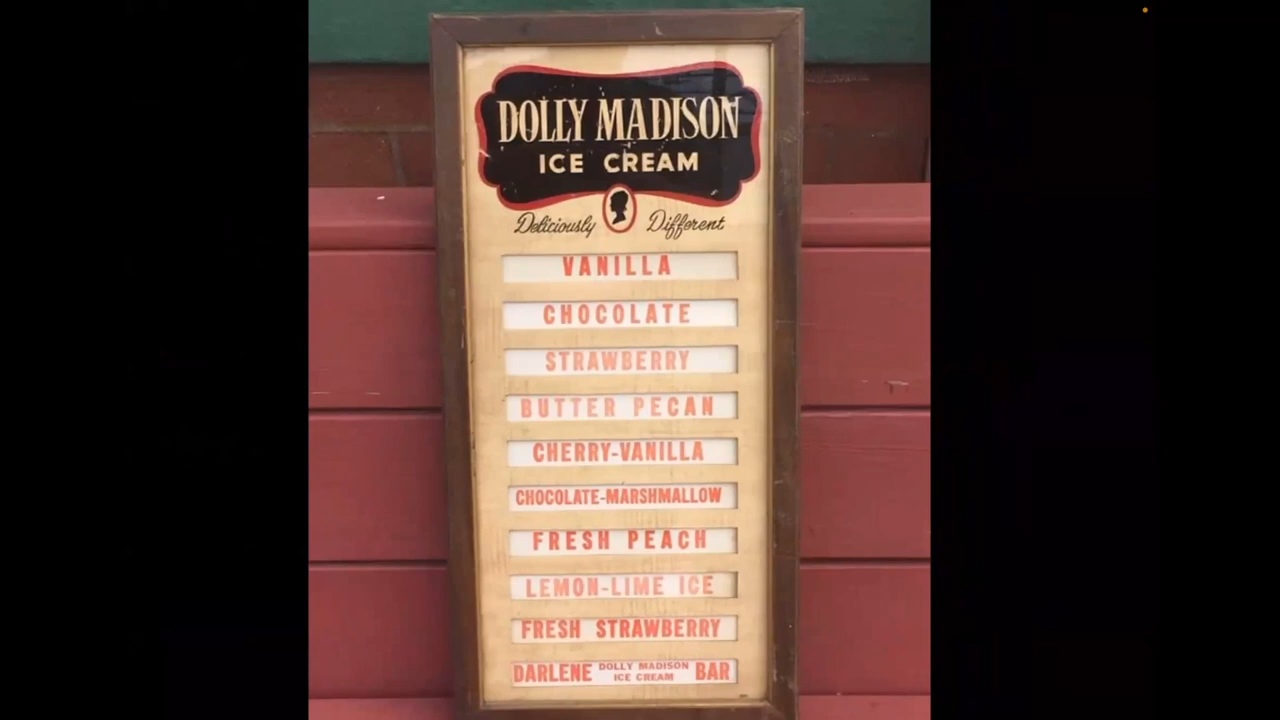 DOLLY MADISON
ICE CREAM
Deliciously Different
VANILLA
CHOCOLATE
STRAWBERRY
BUTTER PECAN
CHERRY-VANILLA
CHOCOLATE-MARSHMALLOW
FRESH PEACH
LEMON-LIME ICE
FRESH STRAWBERRY
DARLENE DOLLY MADISON ICE CREAM BAR